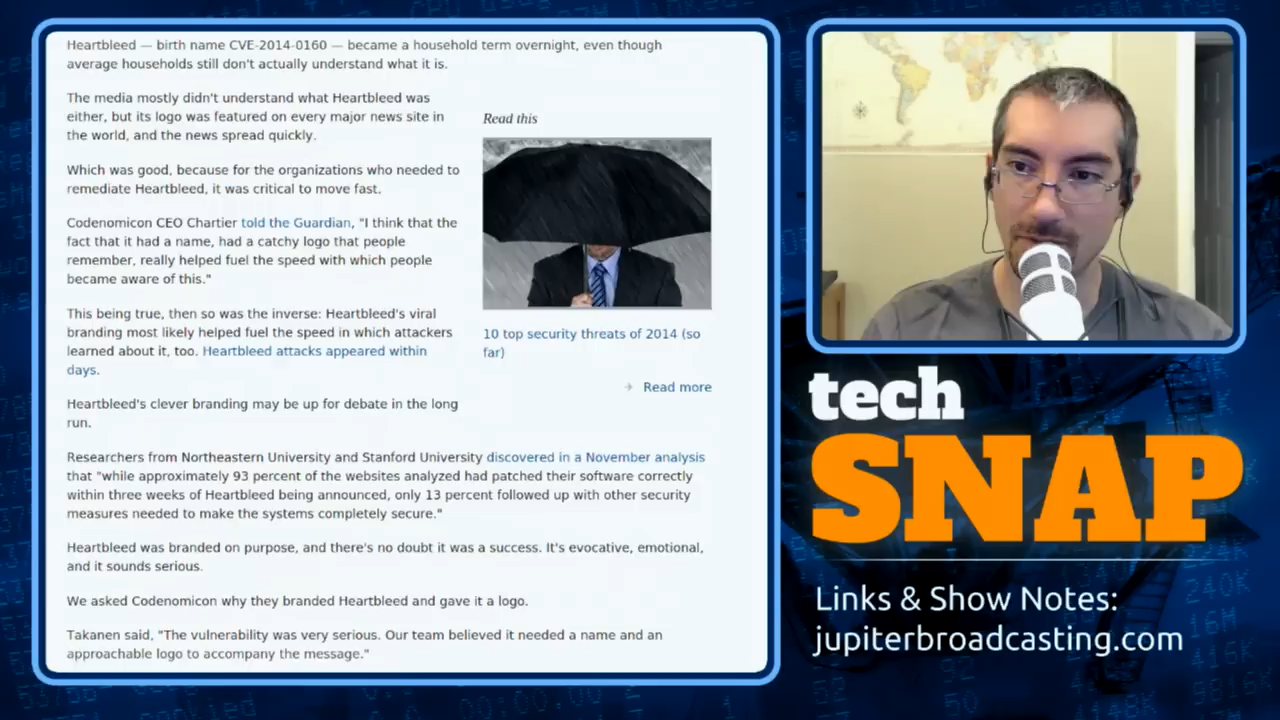 Heartbleed — birth name CVE-2014-0160 — became a household term overnight, even though
average households still don't actually understand what it is.
The media mostly didn't understand what Heartbleed was
either, but its logo was featured on every major news site in
the world, and the news spread quickly.
Which was good, because for the organizations who needed to
remediate Heartbleed, it was critical to move fast.
Codenomicon CEO Chartier told the Guardian, "I think that the
fact that it had a name, had a catchy logo that people
remember, really helped fuel the speed with which people
became aware of this."
This being true, then so was the inverse: Heartbleed's viral
branding most likely helped fuel the speed in which attackers
learned about it, too. Heartbleed attacks appeared within
days.
Heartbleed's clever branding may be up for debate in the long
run.
Read this
10 top security threats of 2014 (so
far)
Read more
Researchers from Northeastern University and Stanford University discovered in a November analysis
that "while approximately 93 percent of the websites analyzed had patched their software correctly
within three weeks of Heartbleed being announced, only 13 percent followed up with other security
measures needed to make the systems completely secure."
Heartbleed was branded on purpose, and there's no doubt it was a success. It's evocative, emotional,
and it sounds serious.
We asked Codenomicon why they branded Heartbleed and gave it a logo.
Takanen said, "The vulnerability was very serious. Our team believed it needed a name and an
approachable logo to accompany the message."
tech
SNAP
Links & Show Notes:
jupiterbroadcasting.com